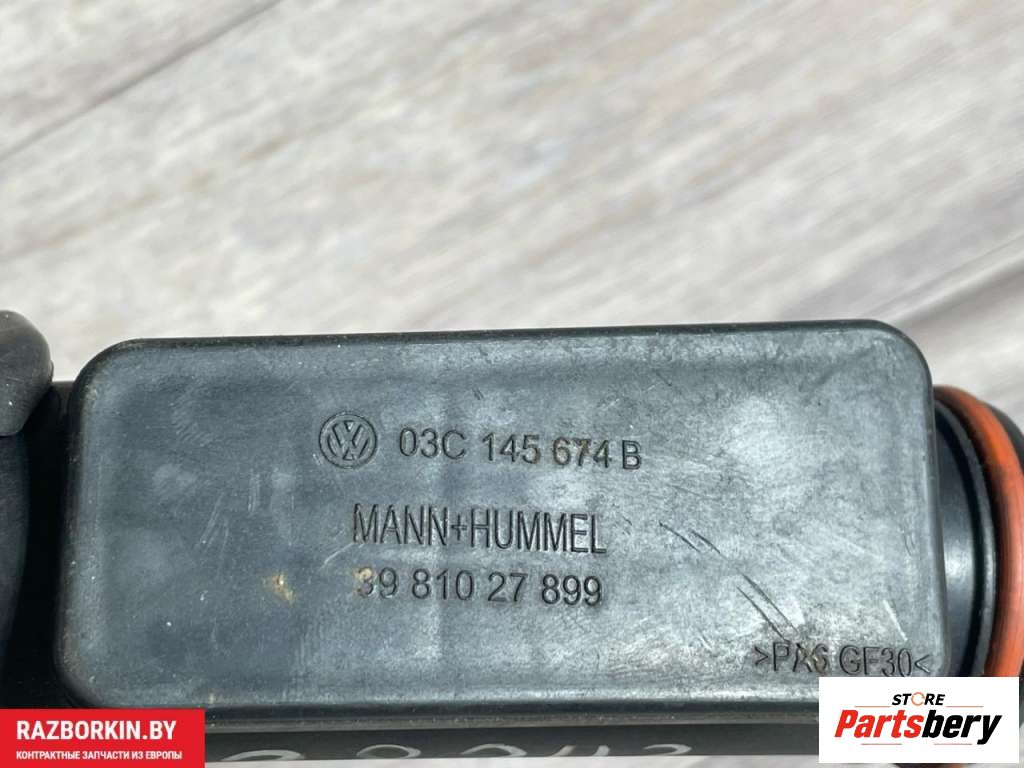 03C 145 674 B
MANN+HUMMEL
39 810 27 899
>PA6 GF30<
STORE
Partsbery
RAZBORKIN.BY
КОНТРАКТНЫЕ ЗАПЧАСТИ ИЗ ЕВРОПЫ